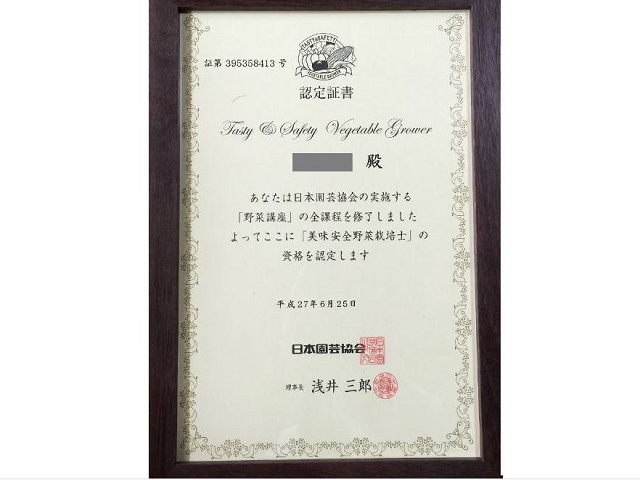 TASTY&SAFETY
VEGETABLE GROWER
証第 395358413 号
認定証書
Tasty & Safety Vegetable Grower
殿
あなたは日本園芸協会の実施する
「野菜講座」の全課程を修了しました
よってここに「美味安全野菜栽培士」の
資格を認定します
平成27年6月25日
日本園芸協会
理事長 浅井 三郎